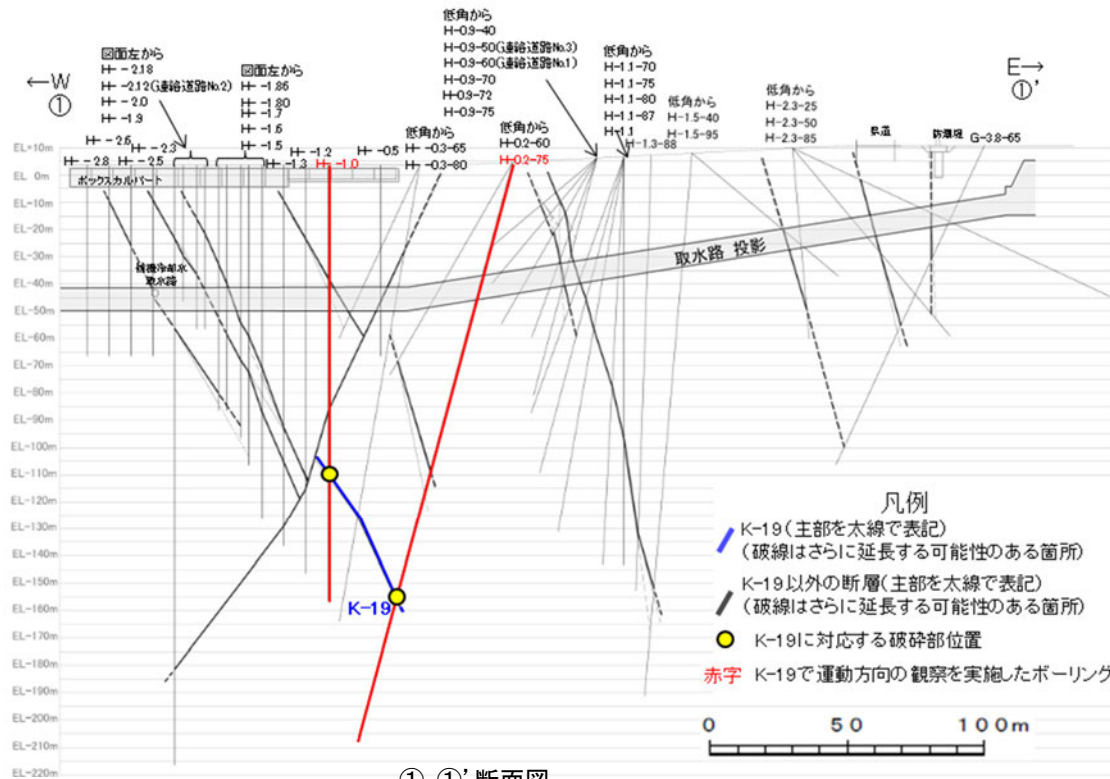 ←W
①
図面左から
H- -2.18
H- -2.12(連絡道路No.2)
H- -2.0
H- -1.9
図面左から
H- -1.85
H- -1.80
H- -1.7
H- -1.6
H- -1.5
低角から
H-0.9-40
H-0.9-50(連絡道路No.3)
H-0.9-60(連絡道路No.1)
H-0.9-70
H-0.9-72
H-0.9-75
低角から
H-1.1-70
H-1.1-75
H-1.1-80
H-1.1-87
H-1.1
低角から
H-1.5-40
H-1.5-95
低角から
H-2.3-25
H-2.3-50
H-2.3-85
E→
①'
県道
防潮堤
G-3.8-65
H- -2.8
H- -2.6
H- -2.5
H- -2.3
H- -1.3
H- -1.2
H- -1.0
H- -0.5
低角から
H-0.3-65
H-0.3-80
低角から
H-0.2-60
H-0.2-75
H-1.3-88
ボックスカルバート
補機冷却水
取水路
取水路 投影
EL+10m
EL 0m
EL-10m
EL-20m
EL-30m
EL-40m
EL-50m
EL-60m
EL-70m
EL-80m
EL-90m
EL-100m
EL-110m
EL-120m
EL-130m
EL-140m
EL-150m
EL-160m
EL-170m
EL-180m
EL-190m
EL-200m
EL-210m
EL-220m
K-19
凡例
K-19(主部を太線で表記)
(破線はさらに延長する可能性のある箇所)
K-19以外の断層(主部を太線で表記)
(破線はさらに延長する可能性のある箇所)
K-19に対応する破砕部位置
赤字 K-19で運動方向の観察を実施したボーリング
0 50 100m
①-①'断面図